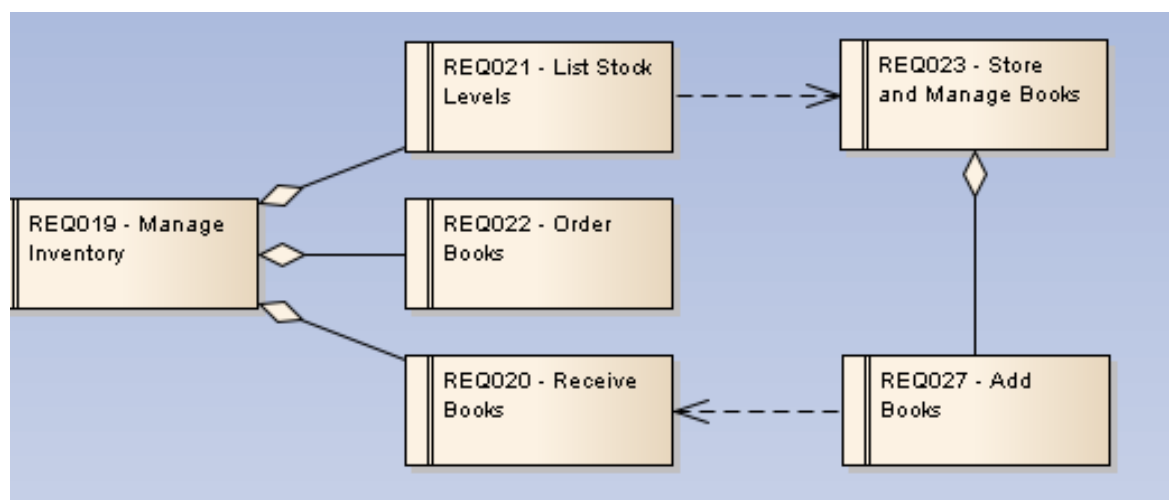 REQ021 - List Stock
Levels
REQ023 - Store
and Manage Books
REQ019 - Manage
Inventory
REQ022 - Order
Books
REQ020 - Receive
Books
REQ027 - Add
Books